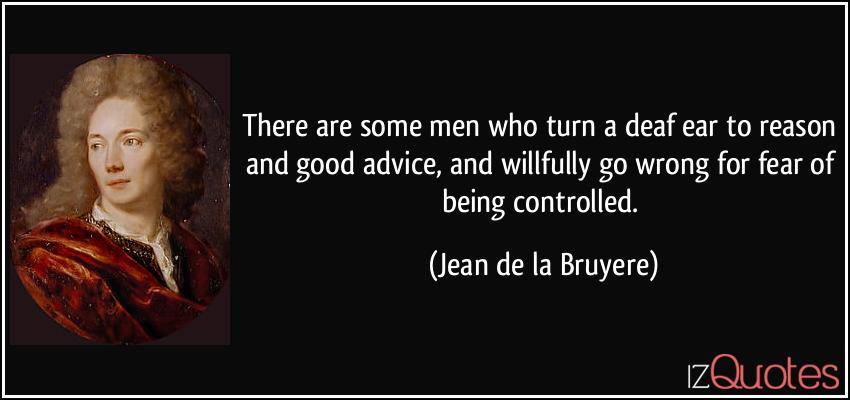 There are some men who turn a deaf ear to reason
and good advice, and willfully go wrong for fear of
being controlled.
(Jean de la Bruyere)
IZQuotes